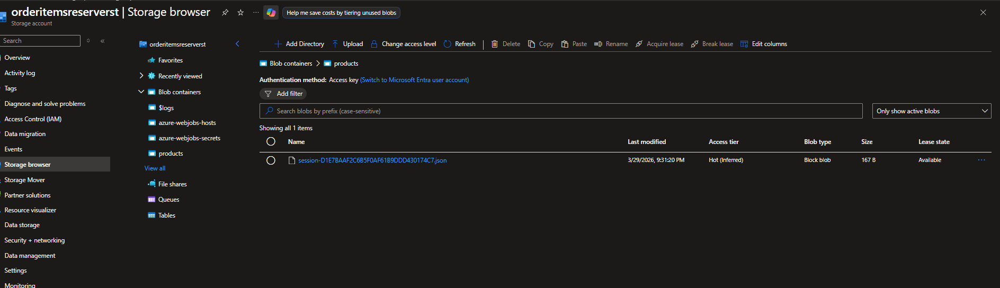 orderitemsreserverst | Storage browser
Storage account
Help me save costs by tiering unused blobs
Search
Overview
Activity log
Tags
Diagnose and solve problems
Access Control (IAM)
Data migration
Events
Storage browser
Storage Mover
Partner solutions
Resource visualizer
Data storage
Security + networking
Data management
Settings
Monitoring
orderitemsreserverst
Favorites
Recently viewed
Blob containers
$logs
azure-webjobs-hosts
azure-webjobs-secrets
products
View all
File shares
Queues
Tables
Add Directory Upload Change access level Refresh Delete Copy Paste Rename Acquire lease Break lease Edit columns
Blob containers > products
Authentication method: Access key (Switch to Microsoft Entra user account)
Add filter
Search blobs by prefix (case-sensitive) Only show active blobs
Showing all 1 items
Name Last modified Access tier Blob type Size Lease state
session-D1E7BAAF2C6B5F0AF61B9DDD430174C7.json 3/29/2026, 9:31:20 PM Hot (Inferred) Block blob 167 B Available